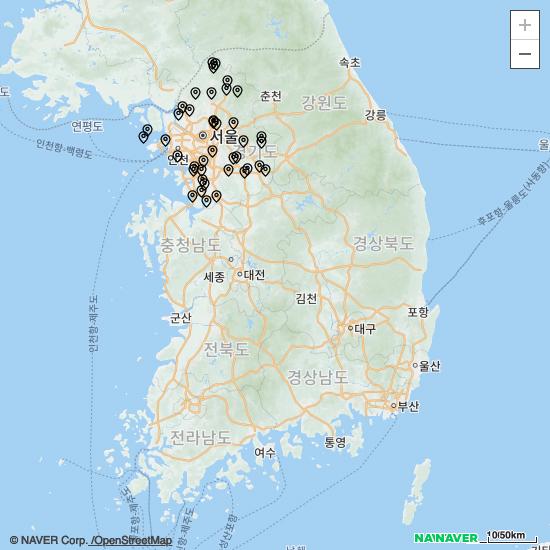 +
−
속초
춘천
강원도
연평도
강릉
서울
경기도
인천
인천항-백령도
울
후포항-울릉도(사동항)
충청남도
경상북도
세종
대전
김천
인천항-제주도
군산
포항
대구
전북도
울산
경상남도
부산
전라남도
통영
여수
© NAVER Corp. /OpenStreetMap
NAVER
10/50km